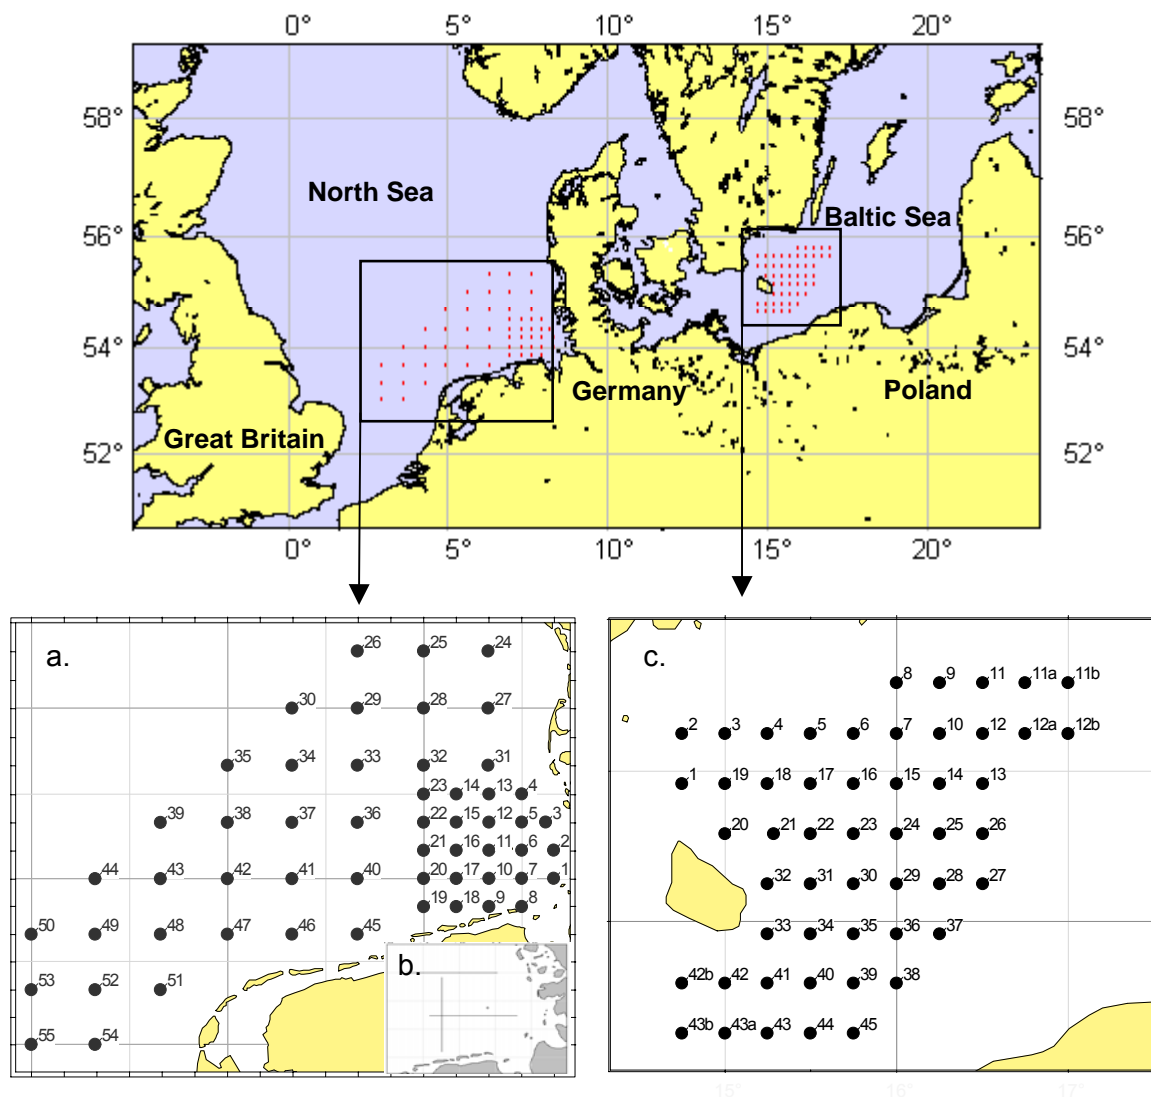 0° 5° 10° 15° 20°
58° 58°
North Sea
Baltic Sea
56° 56°
54° 54°
Germany Poland
Great Britain
52° 52°
0° 5° 10° 15° 20°
a.
26 25 24
30 29 28 27
35 34 33 32 31
23 14 13 4
39 38 37 36 22 15 12 5 3
21 16 11 6 2
44 43 42 41 40 20 17 10 7 1
19 18 9 8
50 49 48 47 46 45
b.
53 52 51
55 54
c.
8 9 11 11a 11b
2 3 4 5 6 7 10 12 12a 12b
1 19 18 17 16 15 14 13
20 21 22 23 24 25 26
32 31 30 29 28 27
33 34 35 36 37
42b 42 41 40 39 38
43b 43a 43 44 45
15° 16° 17°